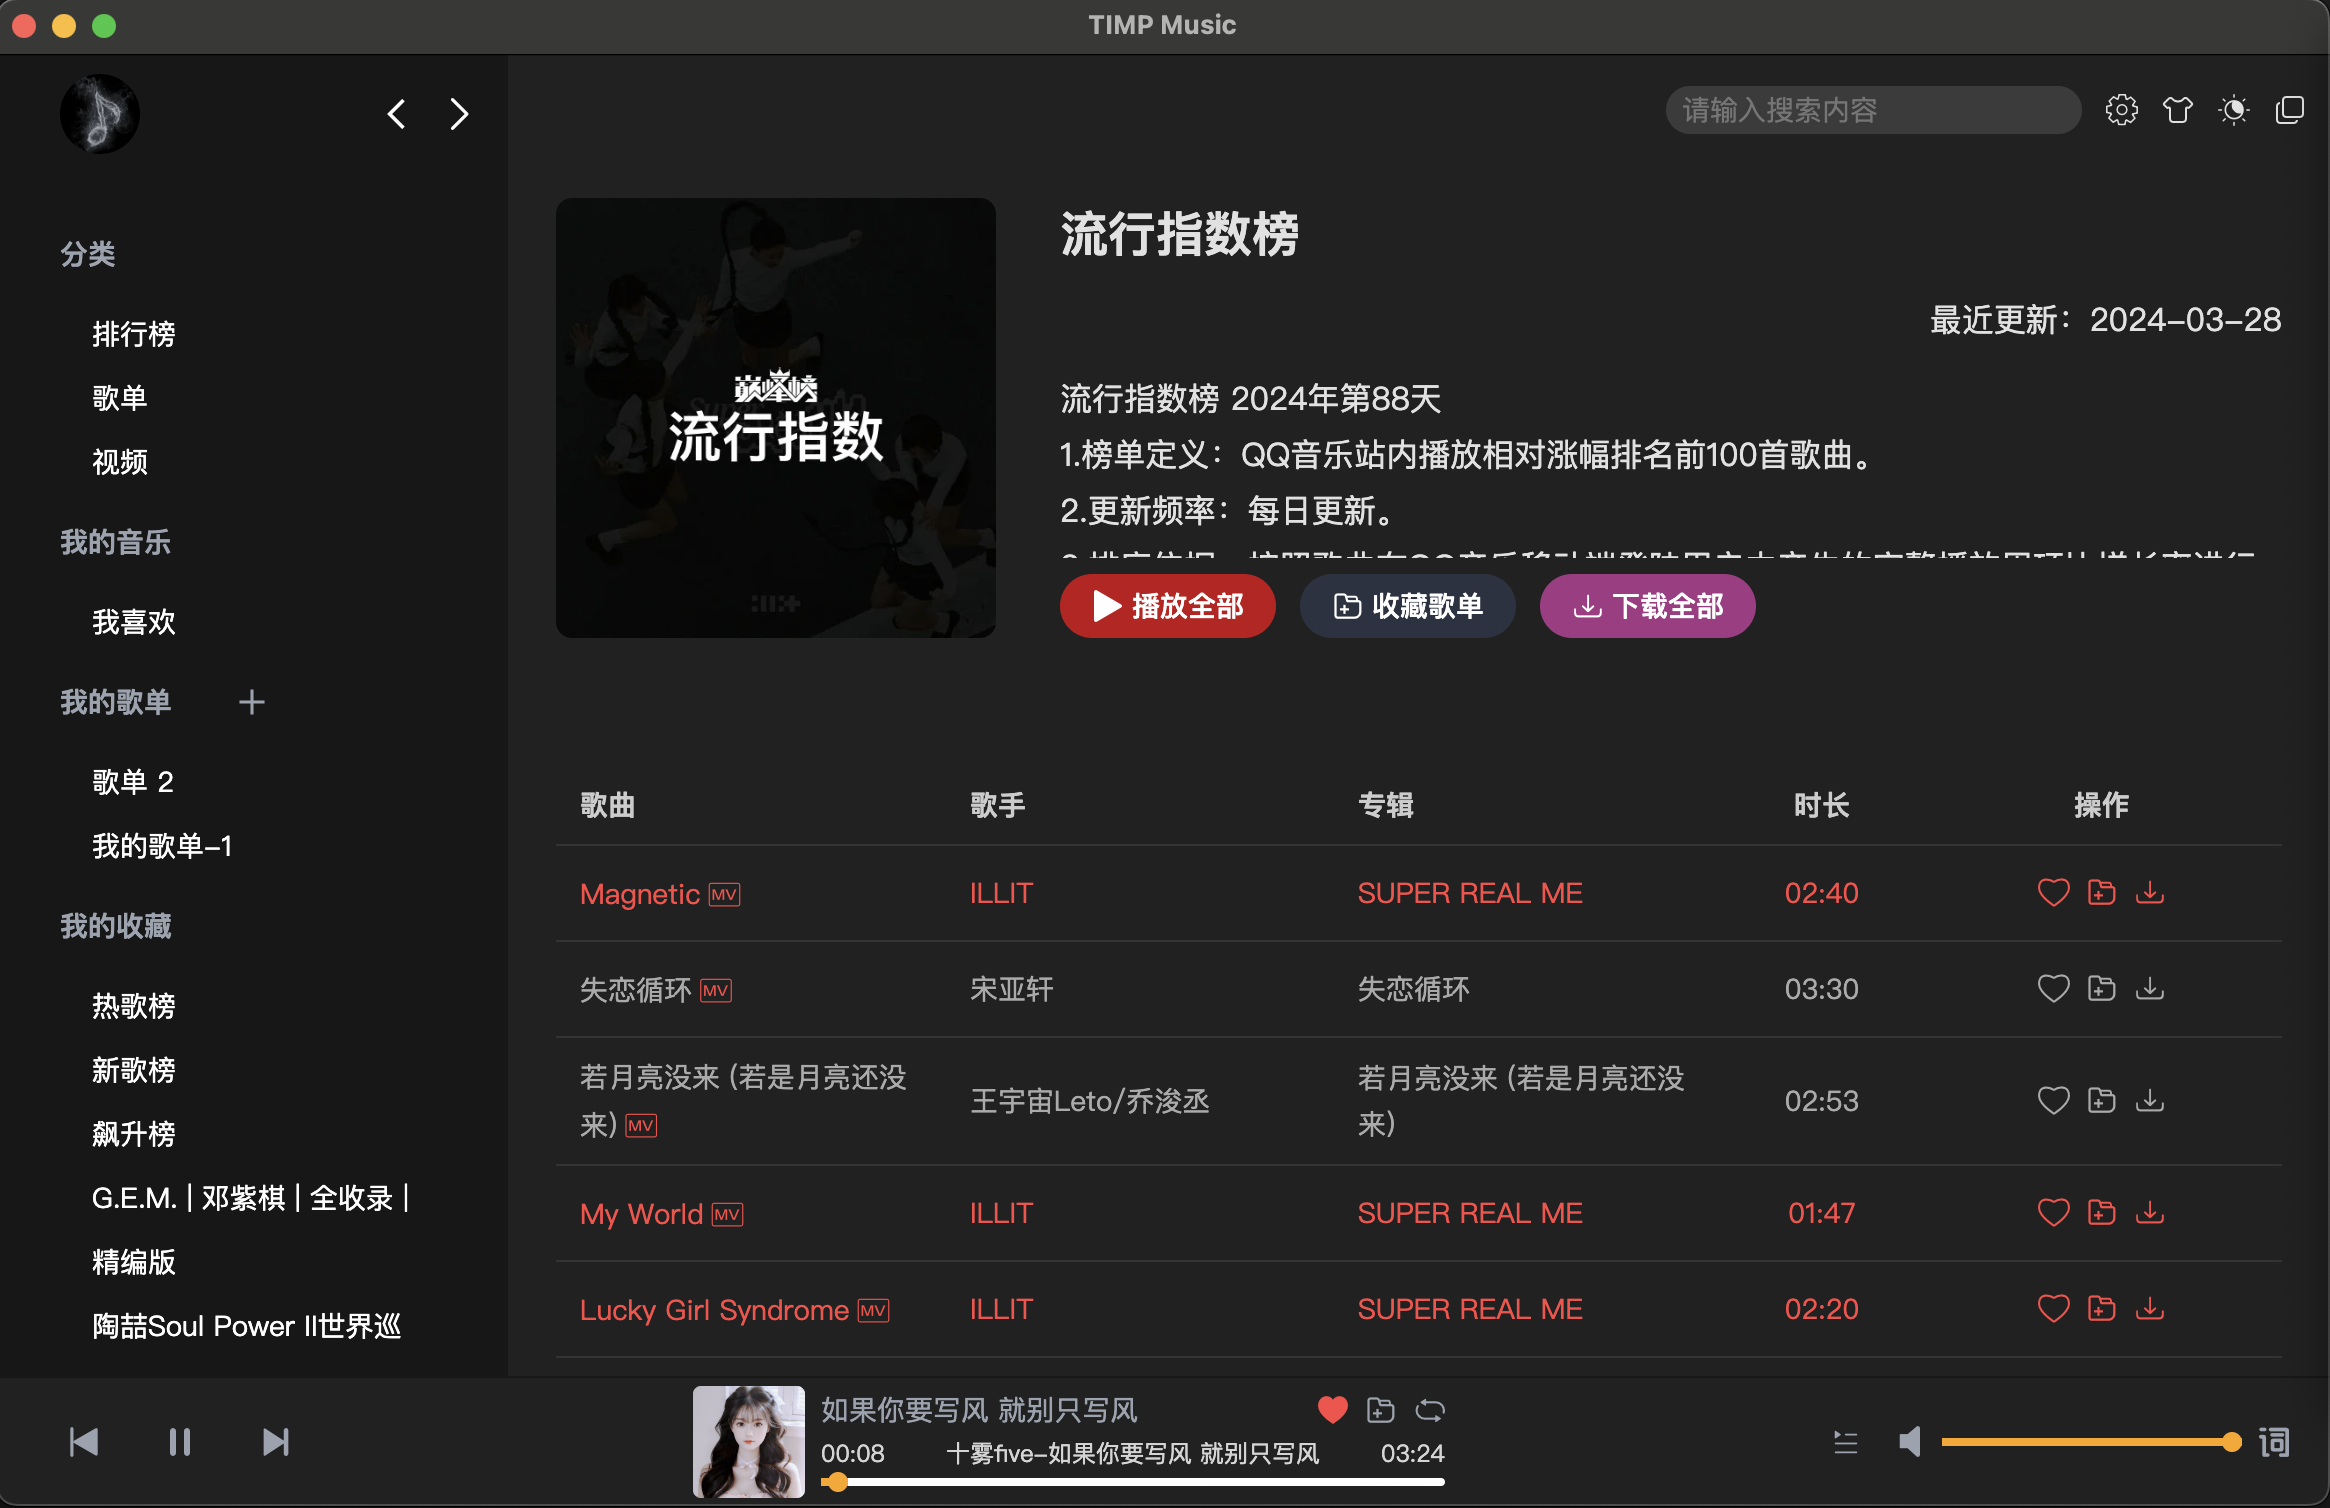 TIMP Music
请输入搜索内容
分类
排行榜
歌单
视频
我的音乐
我喜欢
我的歌单
歌单 2
我的歌单-1
我的收藏
热歌榜
新歌榜
飙升榜
G.E.M. | 邓紫棋 | 全收录 |
精编版
陶喆Soul Power II世界巡
巅峰榜
流行指数
流行指数榜
最近更新：2024-03-28
流行指数榜 2024年第88天
1.榜单定义：QQ音乐站内播放相对涨幅排名前100首歌曲。
2.更新频率：每日更新。
播放全部 收藏歌单 下载全部
歌曲 歌手 专辑 时长 操作
Magnetic MV ILLIT SUPER REAL ME 02:40
失恋循环 MV 宋亚轩 失恋循环 03:30
若月亮没来 (若是月亮还没
来) MV 王宇宙Leto/乔浚丞 若月亮没来 (若是月亮还没
来) 02:53
My World MV ILLIT SUPER REAL ME 01:47
Lucky Girl Syndrome MV ILLIT SUPER REAL ME 02:20
如果你要写风 就别只写风
00:08 十雾five-如果你要写风 就别只写风 03:24
词